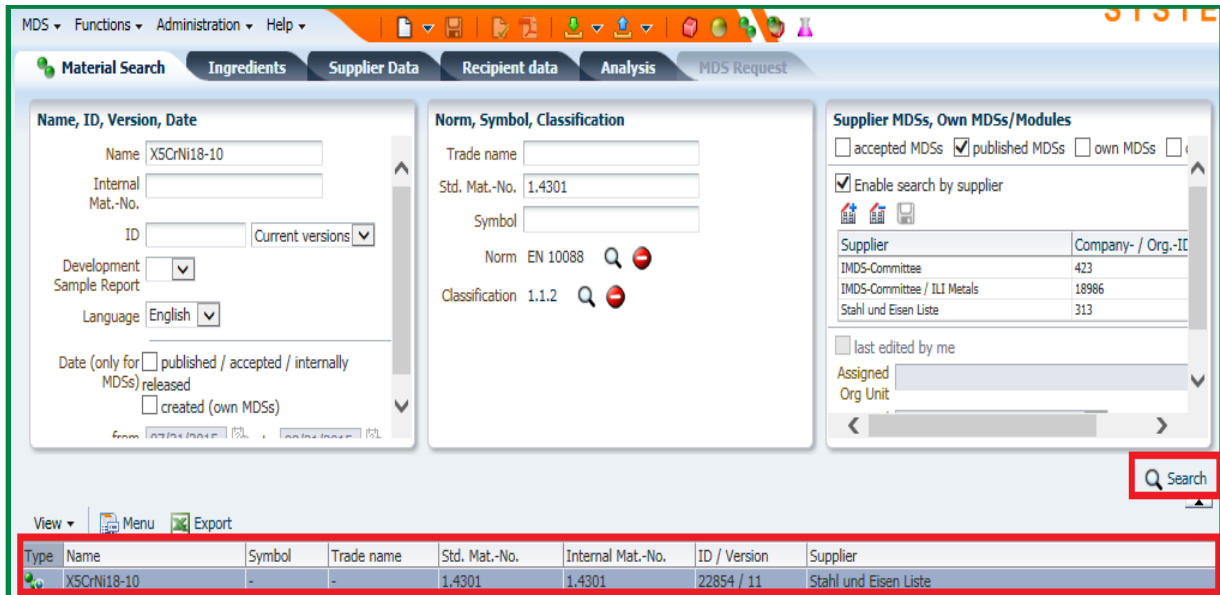 SYSTE
MDS Functions Administration Help
Material Search Ingredients Supplier Data Recipient data Analysis MDS Request
Name, ID, Version, Date
Name X5CrNi18-10
Internal
Mat.-No.
ID Current versions
Development
Sample Report
Language English
Date (only for published / accepted / internally
MDSs) released
created (own MDSs)
from 07/21/2015
Norm, Symbol, Classification
Trade name
Std. Mat.-No. 1.4301
Symbol
Norm EN 10088
Classification 1.1.2
Supplier MDSs, Own MDSs/Modules
accepted MDSs published MDSs own MDSs
Enable search by supplier
Supplier Company- / Org.-ID
IMDS-Committee 423
IMDS-Committee / ILI Metals 18986
Stahl und Eisen Liste 313
last edited by me
Assigned
Org Unit
Search
View Menu Export
Type Name Symbol Trade name Std. Mat.-No. Internal Mat.-No. ID / Version Supplier
X5CrNi18-10 - - 1.4301 1.4301 22854 / 11 Stahl und Eisen Liste